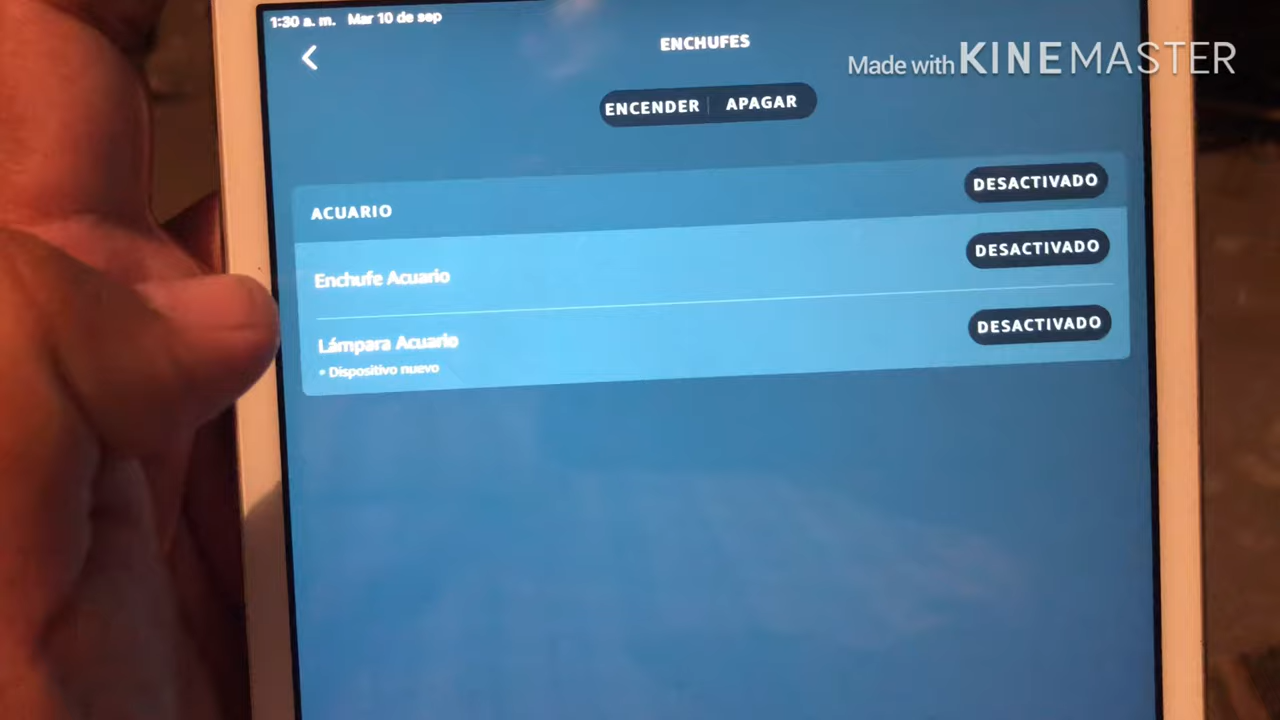 1:30 a. m. Mar 10 de sep
ENCHUFES
Made with KINEMASTER
ENCENDER APAGAR
ACUARIO DESACTIVADO
Enchufe Acuario DESACTIVADO
Lámpara Acuario DESACTIVADO
• Dispositivo nuevo